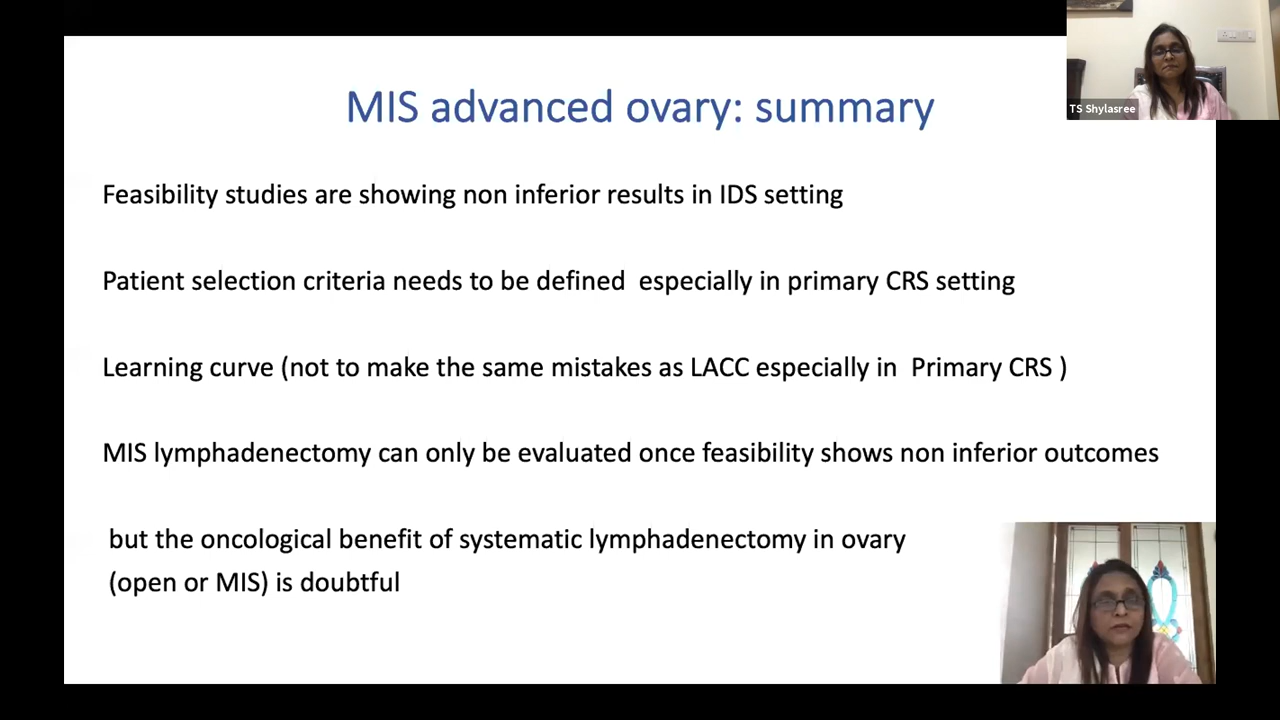 TS Shylasree
MIS advanced ovary: summary
Feasibility studies are showing non inferior results in IDS setting
Patient selection criteria needs to be defined  especially in primary CRS setting
Learning curve (not to make the same mistakes as LACC especially in  Primary CRS )
MIS lymphadenectomy can only be evaluated once feasibility shows non inferior outcomes
but the oncological benefit of systematic lymphadenectomy in ovary
(open or MIS) is doubtful